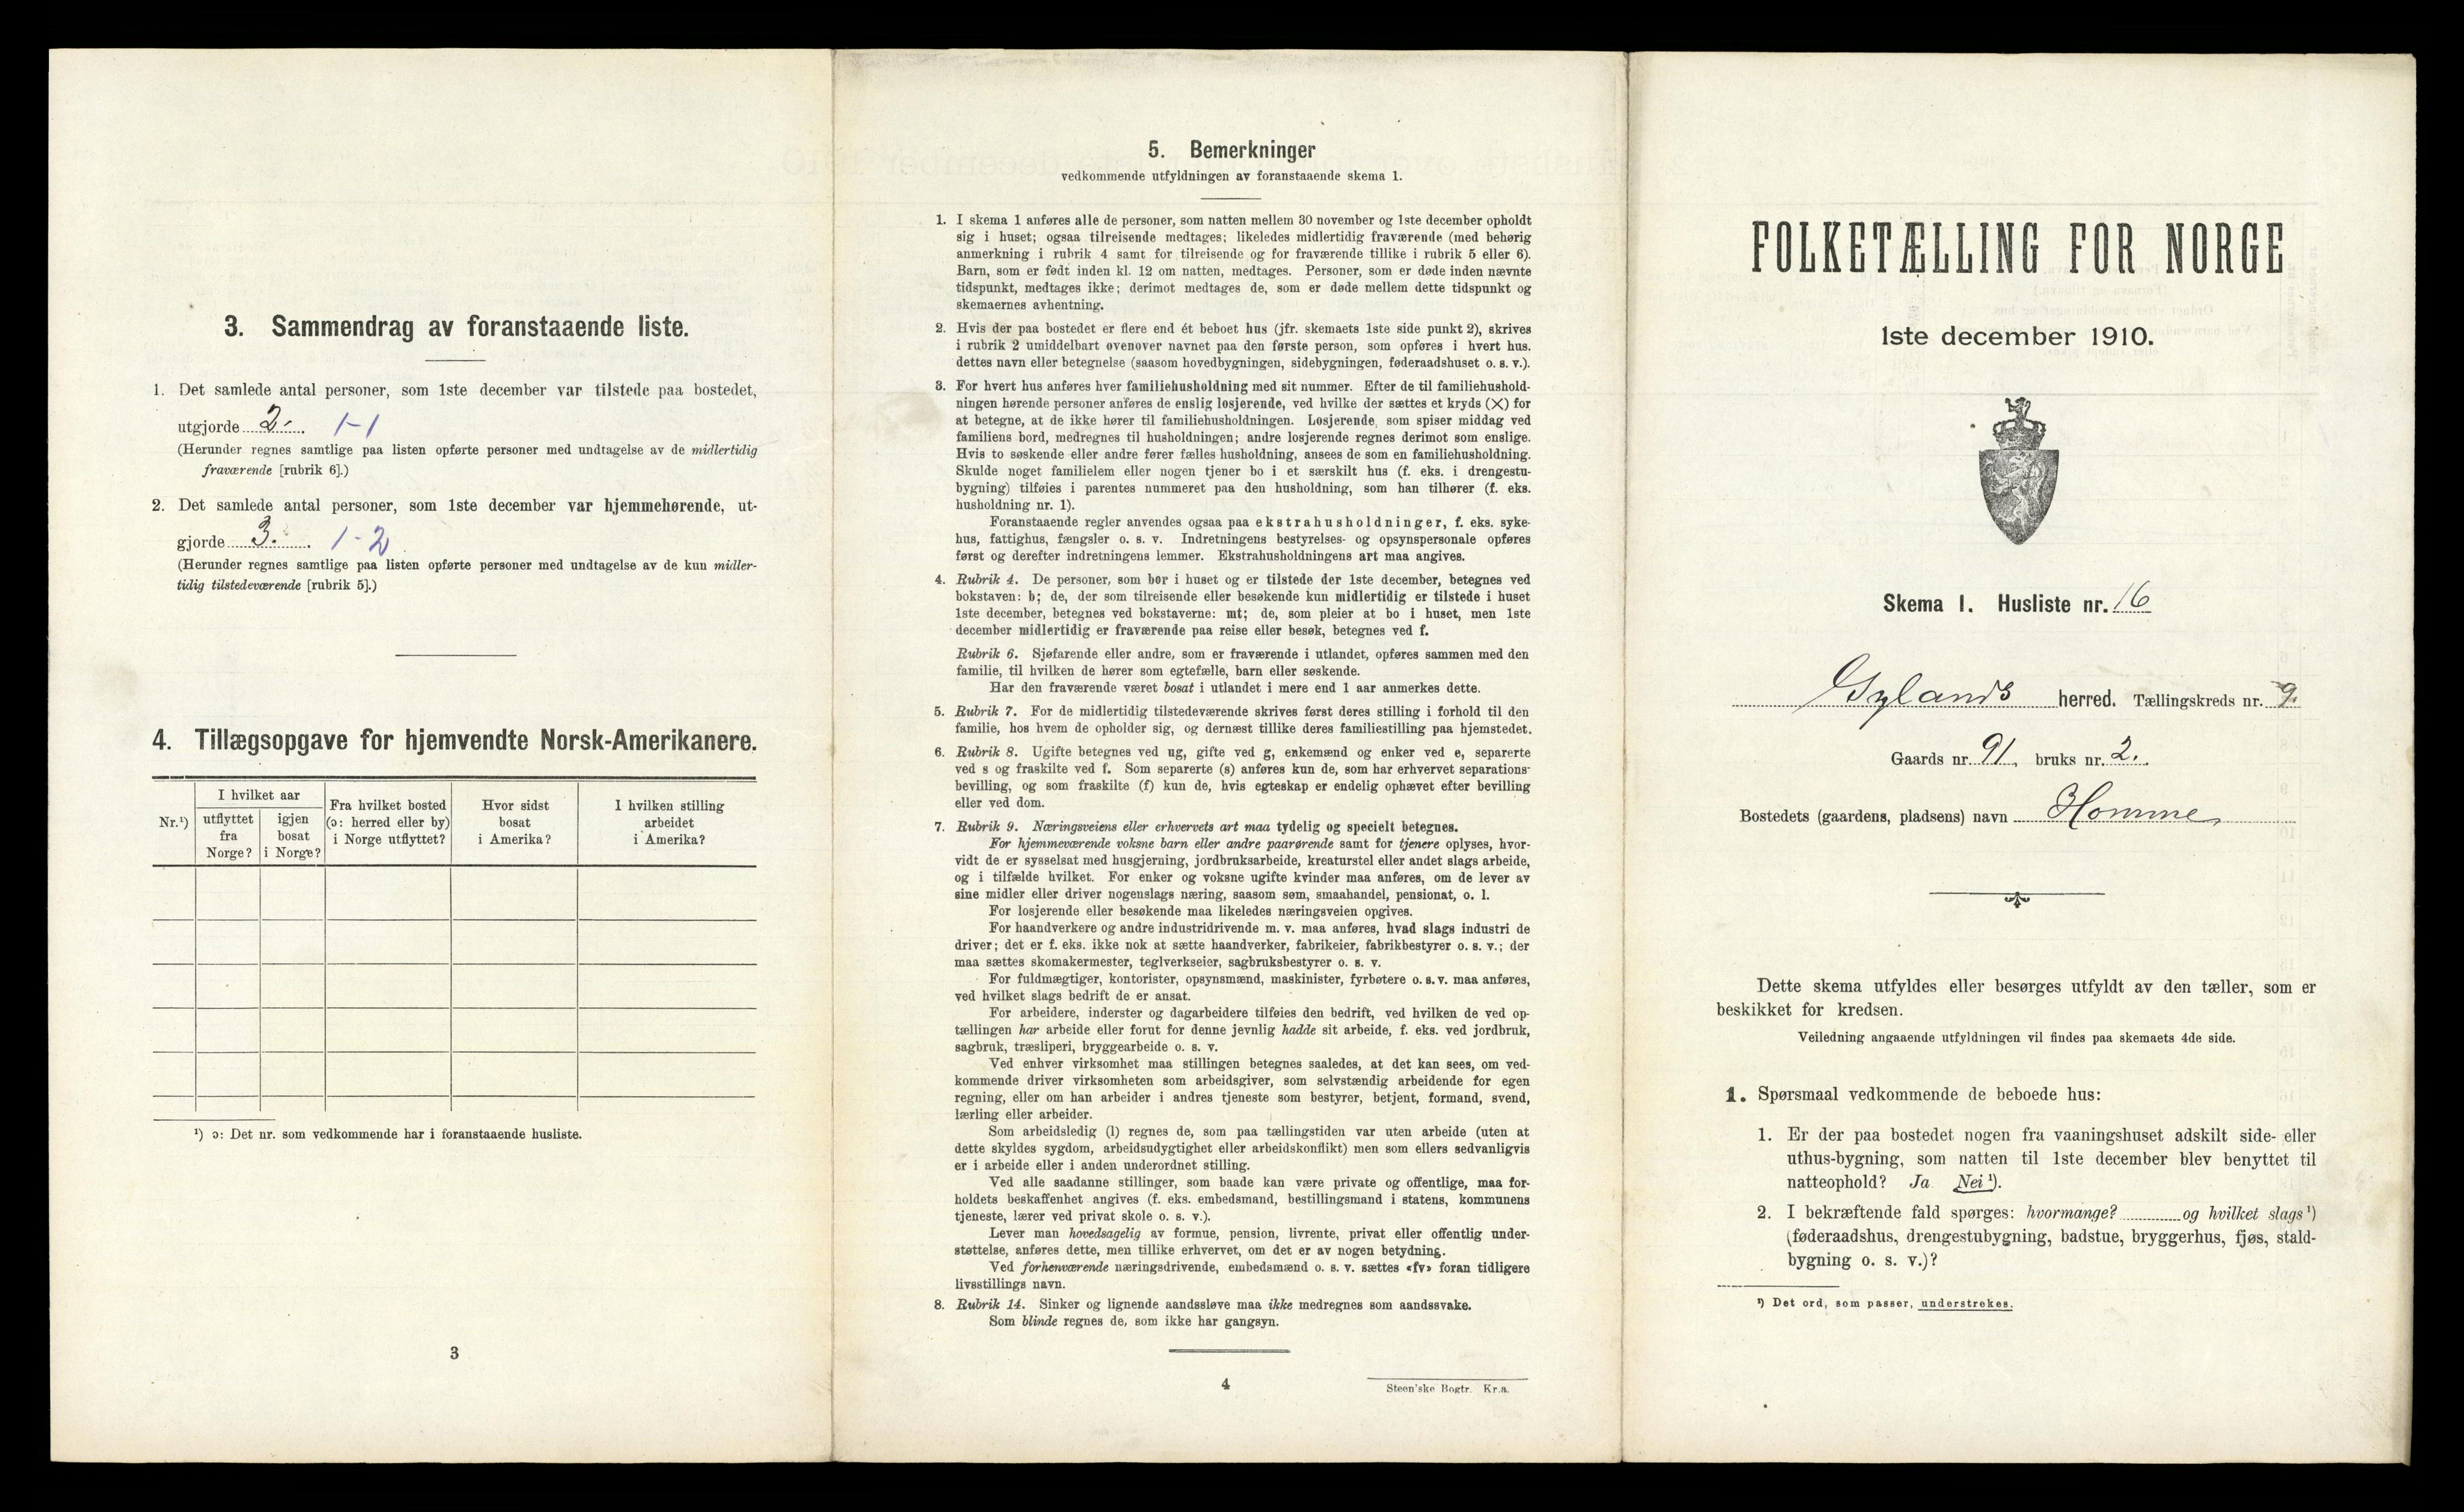 3. Sammendrag av foranstaaende liste.
1. Det samlede antal personer, som 1ste december var tilstede paa bostedet,
utgjorde 2. 1-1
(Herunder regnes samtlige paa listen opførte personer med undtagelse av de midlertidig
fraværende [rubrik 6].)
2. Det samlede antal personer, som 1ste december var hjemmehørende, ut-
gjorde 3. 1-2
(Herunder regnes samtlige paa listen opførte personer med undtagelse av de kun midler-
tidig tilstedeværende [rubrik 5].)
4. Tillægsopgave for hjemvendte Norsk-Amerikanere.
Nr.¹)
I hvilket aar
utflyttet
fra
Norge?
igjen
bosat
i Norge?
Fra hvilket bosted
(ɔ: herred eller by)
i Norge utflyttet?
Hvor sidst
bosat
i Amerika?
I hvilken stilling
arbeidet
i Amerika?
¹) ɔ: Det nr. som vedkommende har i foranstaaende husliste.
3
5. Bemerkninger
vedkommende utfyldningen av foranstaaende skema 1.
1. I skema 1 anføres alle de personer, som natten mellem 30 november og 1ste december opholdt
sig i huset; ogsaa tilreisende medtages; likeledes midlertidig fraværende (med behørig
anmerkning i rubrik 4 samt for tilreisende og for fraværende tillike i rubrik 5 eller 6).
Barn, som er født inden kl. 12 om natten, medtages. Personer, som er døde inden nævnte
tidspunkt, medtages ikke; derimot medtages de, som er døde mellem dette tidspunkt og
skemaernes avhentning.
2. Hvis der paa bostedet er flere end ét beboet hus (jfr. skemaets 1ste side punkt 2), skrives
i rubrik 2 umiddelbart ovenover navnet paa den første person, som opføres i hvert hus.
dettes navn eller betegnelse (saasom hovedbygningen, sidebygningen, føderaadshuset o. s. v.).
3. For hvert hus anføres hver familiehusholdning med sit nummer. Efter de til familiehushold-
ningen hørende personer anføres de enslig losjerende, ved hvilke der sættes et kryds (✕) for
at betegne, at de ikke hører til familiehusholdningen. Losjerende, som spiser middag ved
familiens bord, medregnes til husholdningen; andre losjerende regnes derimot som enslige.
Hvis to søskende eller andre fører fælles husholdning, ansees de som en familiehusholdning.
Skulde noget familielem eller nogen tjener bo i et særskilt hus (f. eks. i drengestu-
bygning) tilføies i parentes nummeret paa den husholdning, som han tilhører (f. eks.
husholdning nr. 1).
Foranstaaende regler anvendes ogsaa paa ekstrahusholdninger, f. eks. syke-
hus, fattighus, fængsler o. s. v. Indretningens bestyrelses- og opsynspersonale opføres
først og derefter indretningens lemmer. Ekstrahusholdningens art maa angives.
4. Rubrik 4. De personer, som bor i huset og er tilstede der 1ste december, betegnes ved
bokstaven: b; de, der som tilreisende eller besøkende kun midlertidig er tilstede i huset
1ste december, betegnes ved bokstaverne: mt; de, som pleier at bo i huset, men 1ste
december midlertidig er fraværende paa reise eller besøk, betegnes ved f.
Rubrik 6. Sjøfarende eller andre, som er fraværende i utlandet, opføres sammen med den
familie, til hvilken de hører som egtefælle, barn eller søskende.
Har den fraværende været bosat i utlandet i mere end 1 aar anmerkes dette.
5. Rubrik 7. For de midlertidig tilstedeværende skrives først deres stilling i forhold til den
familie, hos hvem de opholder sig, og dernæst tillike deres familiestilling paa hjemstedet.
6. Rubrik 8. Ugifte betegnes ved ug, gifte ved g, enkemænd og enker ved e, separerte
ved s og fraskilte ved f. Som separerte (s) anføres kun de, som har erhvervet separations-
bevilling, og som fraskilte (f) kun de, hvis egteskap er endelig ophævet efter bevilling
eller ved dom.
7. Rubrik 9. Næringsveiens eller erhvervets art maa tydelig og specielt betegnes.
For hjemmeværende voksne barn eller andre paarørende samt for tjenere oplyses, hvor-
vidt de er sysselsat med husgjerning, jordbruksarbeide, kreaturstel eller andet slags arbeide,
og i tilfælde hvilket. For enker og voksne ugifte kvinder maa anføres, om de lever av
sine midler eller driver nogenslags næring, saasom søm, smaahandel, pensionat, o. l.
For losjerende eller besøkende maa likeledes næringsveien opgives.
For haandverkere og andre industridrivende m. v. maa anføres, hvad slags industri de
driver; det er f. eks. ikke nok at sætte haandverker, fabrikeier, fabrikbestyrer o. s. v.; der
maa sættes skomakermester, teglverkseier, sagbruksbestyrer o. s. v.
For fuldmægtiger, kontorister, opsynsmænd, maskinister, fyrbøtere o. s. v. maa anføres,
ved hvilket slags bedrift de er ansat.
For arbeidere, inderster og dagarbeidere tilføies den bedrift, ved hvilken de ved op-
tællingen har arbeide eller forut for denne jevnlig hadde sit arbeide, f. eks. ved jordbruk,
sagbruk, træsliperi, bryggearbeide o. s. v.
Ved enhver virksomhet maa stillingen betegnes saaledes, at det kan sees, om ved-
kommende driver virksomheten som arbeidsgiver, som selvstændig arbeidende for egen
regning, eller om han arbeider i andres tjeneste som bestyrer, betjent, formand, svend,
lærling eller arbeider.
Som arbeidsledig (l) regnes de, som paa tællingstiden var uten arbeide (uten at
dette skyldes sygdom, arbeidsudygtighet eller arbeidskonflikt) men som ellers sedvanligvis
er i arbeide eller i anden underordnet stilling.
Ved alle saadanne stillinger, som baade kan være private og offentlige, maa for-
holdets beskaffenhet angives (f. eks. embedsmand, bestillingsmand i statens, kommunens
tjeneste, lærer ved privat skole o. s. v.).
Lever man hovedsagelig av formue, pension, livrente, privat eller offentlig under-
støttelse, anføres dette, men tillike erhvervet, om det er av nogen betydning.
Ved forhenværende næringsdrivende, embedsmænd o. s. v. sættes «fv» foran tidligere
livsstillings navn.
8. Rubrik 14. Sinker og lignende aandssløve maa ikke medregnes som aandssvake.
Som blinde regnes de, som ikke har gangsyn.
4
Steen'ske Bogtr. Kr.a.
FOLKETÆLLING FOR NORGE
1ste december 1910.
Skema 1. Husliste nr. 16
Gylands herred. Tællingskreds nr. 9.
Gaards nr. 91, bruks nr. 2.
Bostedets (gaardens, pladsens) navn Homme
Dette skema utfyldes eller besørges utfyldt av den tæller, som er
beskikket for kredsen.
Veiledning angaaende utfyldningen vil findes paa skemaets 4de side.
1. Spørsmaal vedkommende de beboede hus:
1. Er der paa bostedet nogen fra vaaningshuset adskilt side- eller
uthus-bygning, som natten til 1ste december blev benyttet til
natteophold? Ja Nei¹).
2. I bekræftende fald spørges: hvormange? og hvilket slags¹)
(føderaadshus, drengestubygning, badstue, bryggerhus, fjøs, stald-
bygning o. s. v.)?
¹) Det ord, som passer, understrekes.